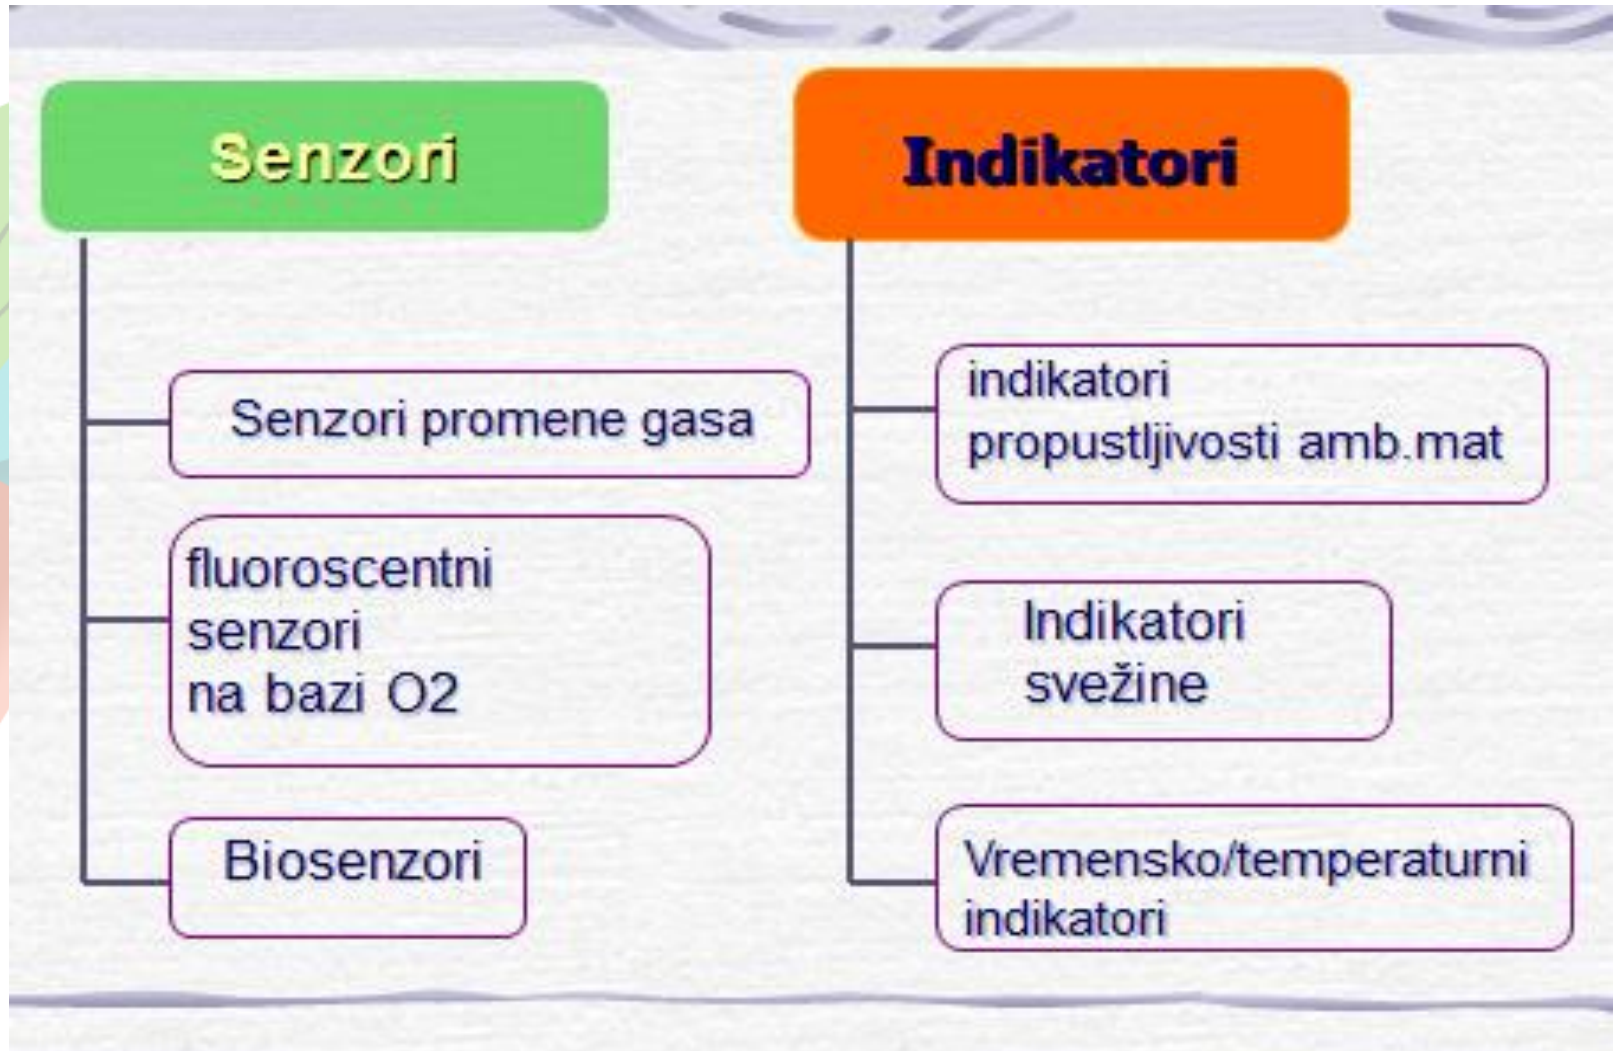 Senzori
Senzori promene gasa
fluoroscentni
senzori
na bazi O2
Biosenzori
Indikatori
indikatori
propustljivosti amb.mat
Indikatori
svežine
Vremensko/temperaturni
indikatori